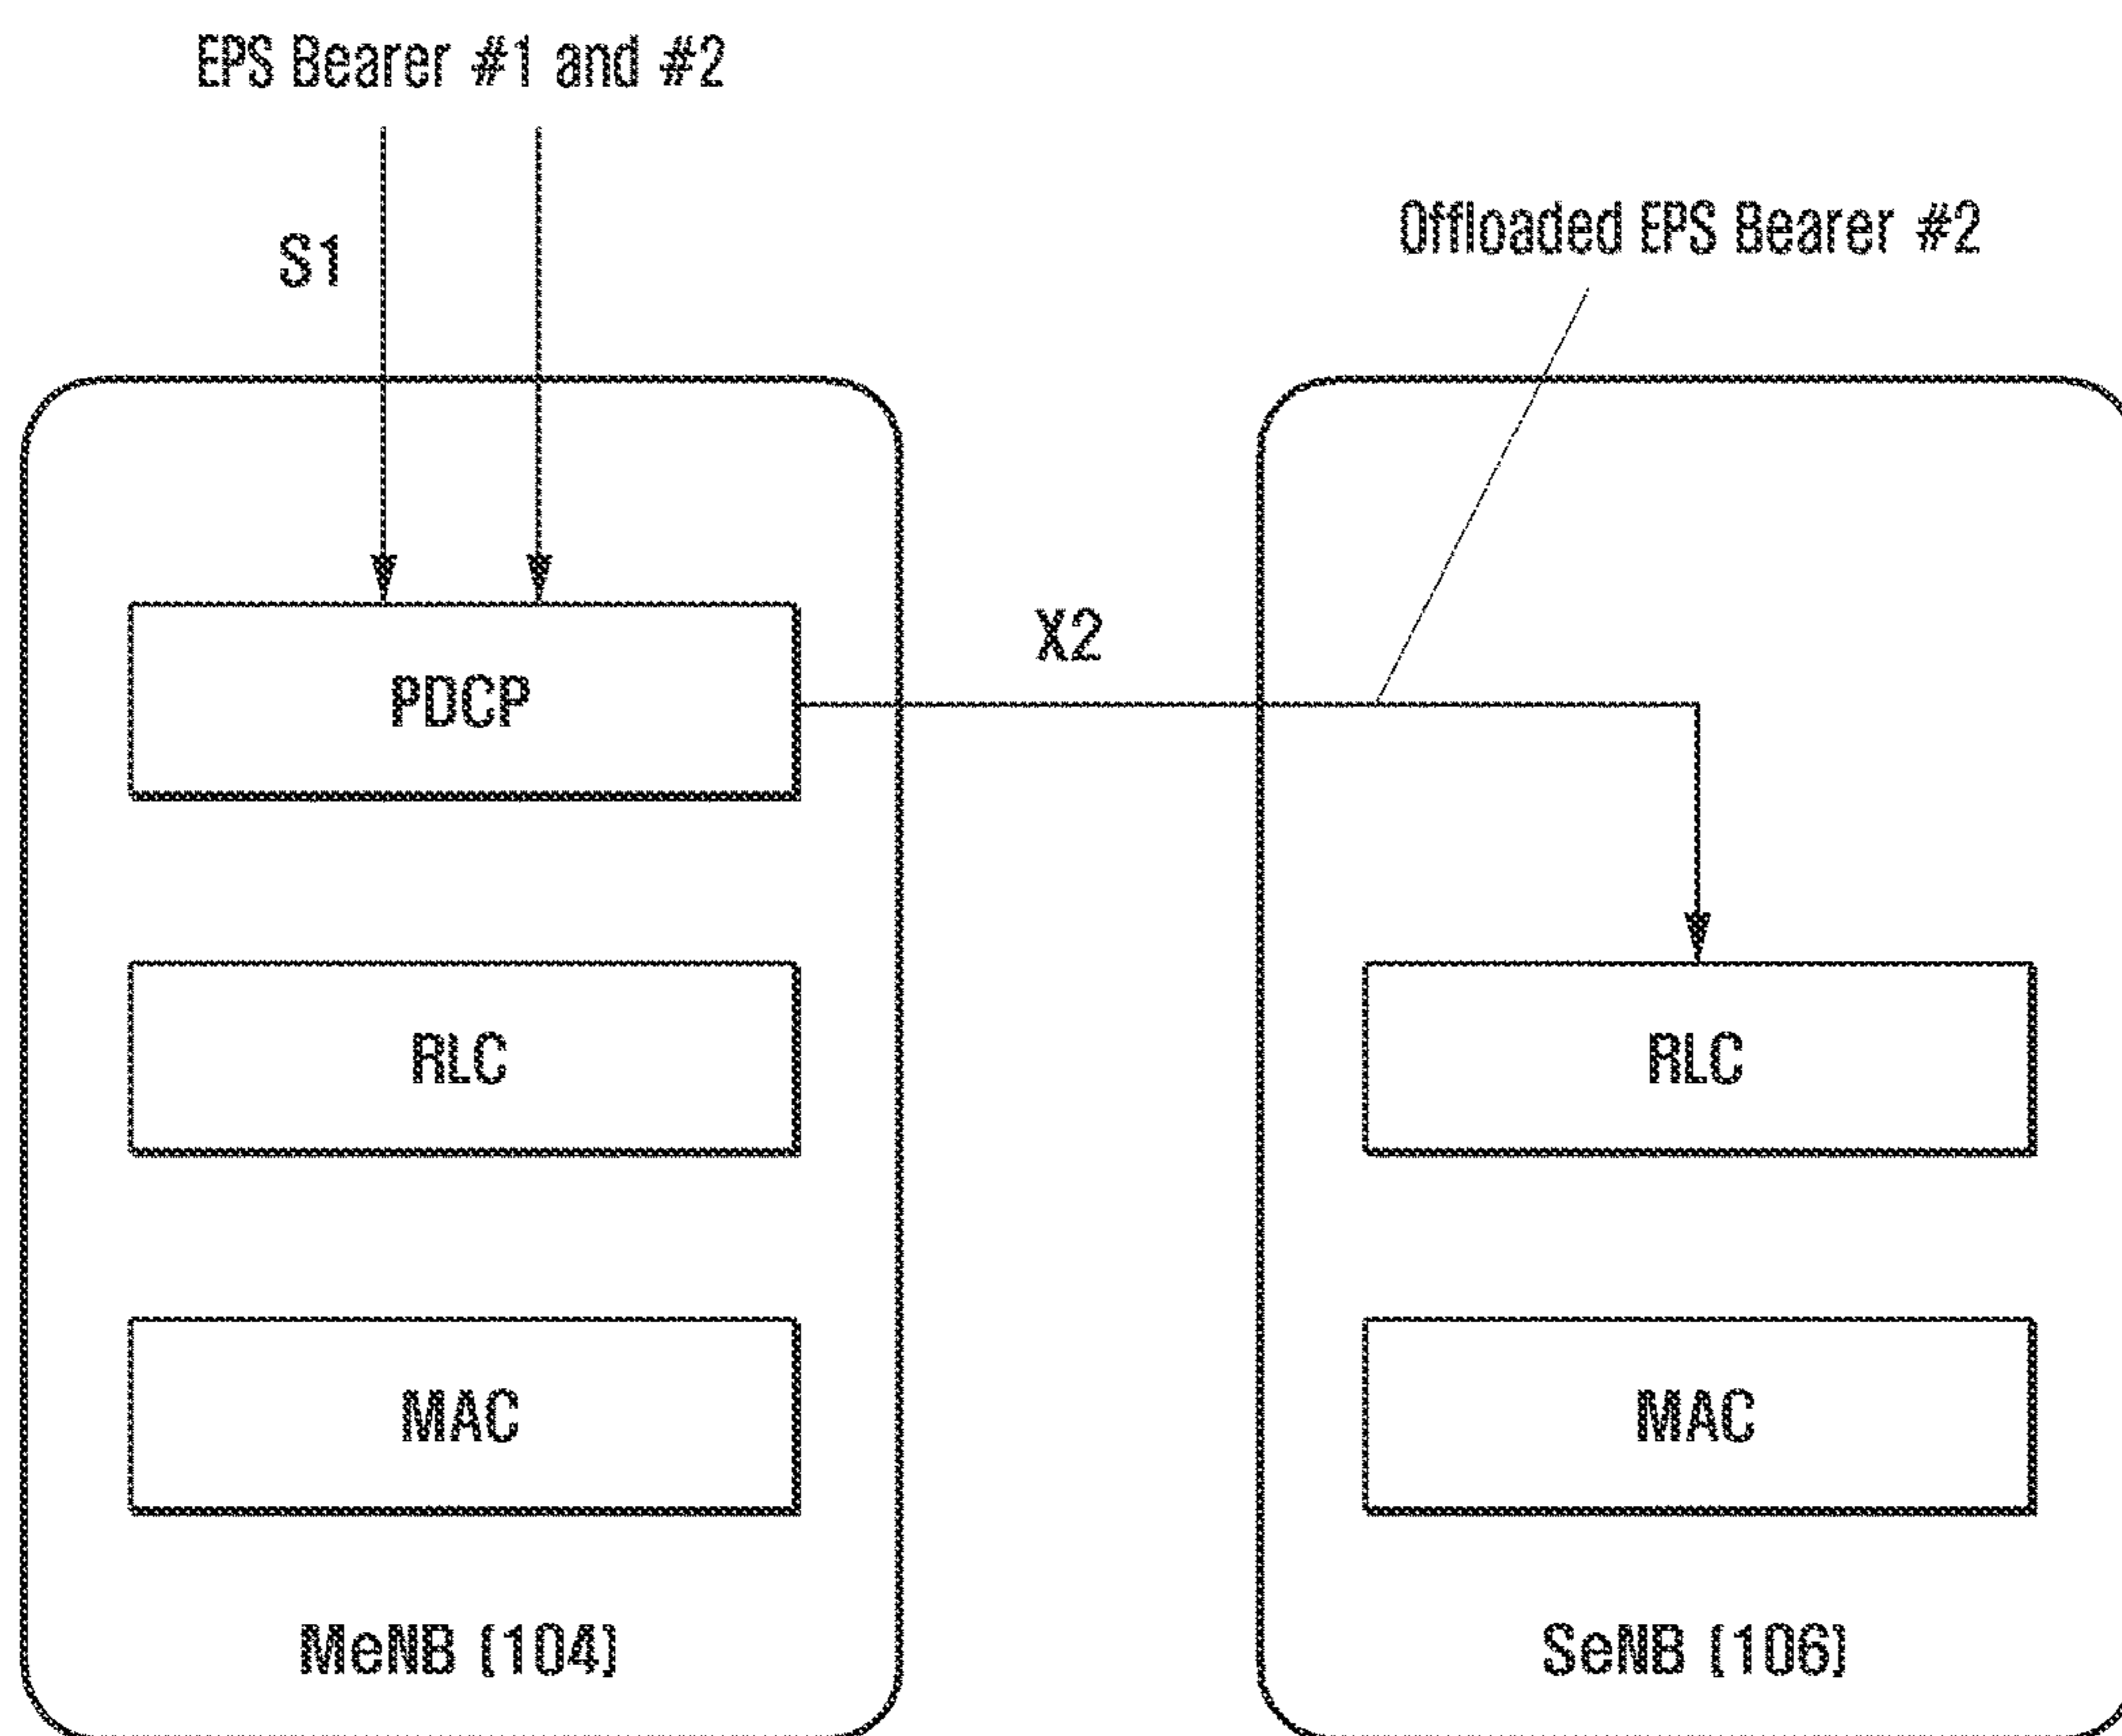 EPS Bearer #1 and #2
S1
Offloaded EPS Bearer #2
X2
PDCP
RLC
RLC
MAC
MAC
MeNB (104)
SeNB (106)